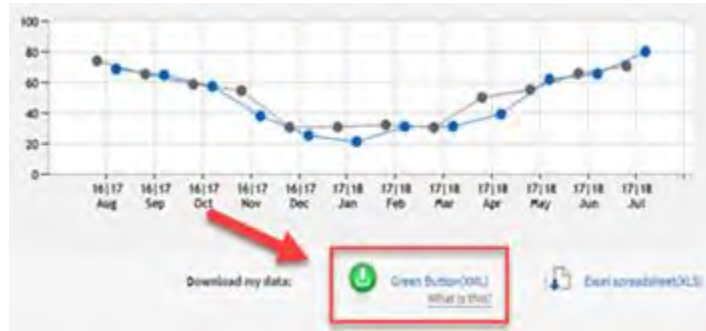 100
80
60
40
20
0
16|17 16|17 16|17 16|17 16|17 17|18 17|18 17|18 17|18 17|18 17|18 17|18
Aug Sep Oct Nov Dec Jan Feb Mar Apr May Jun Jul
Download my data: Green Button(XML) Excel spreadsheet(XLS)
What is this?